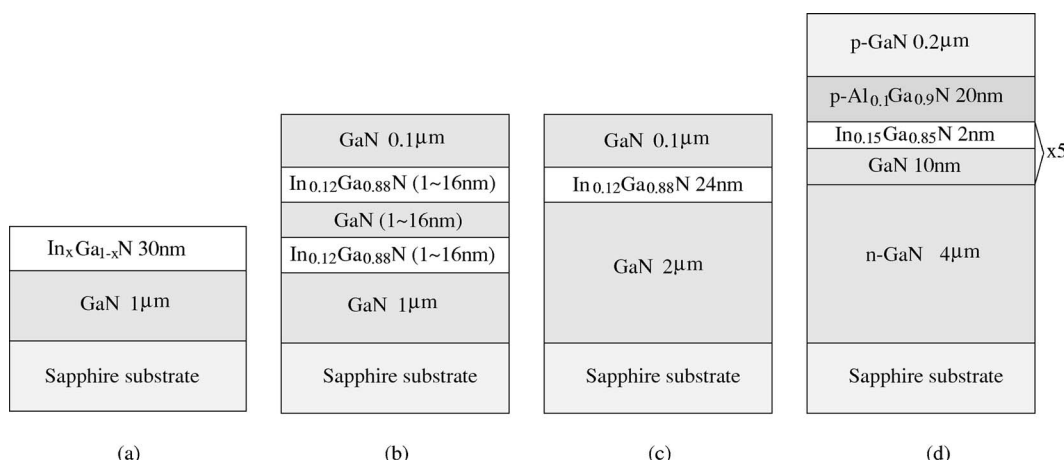 InxGa1-xN 30nm
GaN 1μm
Sapphire substrate
(a)
GaN 0.1μm
In0.12Ga0.88N (1~16nm)
GaN (1~16nm)
In0.12Ga0.88N (1~16nm)
GaN 1μm
Sapphire substrate
(b)
GaN 0.1μm
In0.12Ga0.88N 24nm
GaN 2μm
Sapphire substrate
(c)
p-GaN 0.2μm
p-Al0.1Ga0.9N 20nm
In0.15Ga0.85N 2nm
GaN 10nm
x5
n-GaN 4μm
Sapphire substrate
(d)